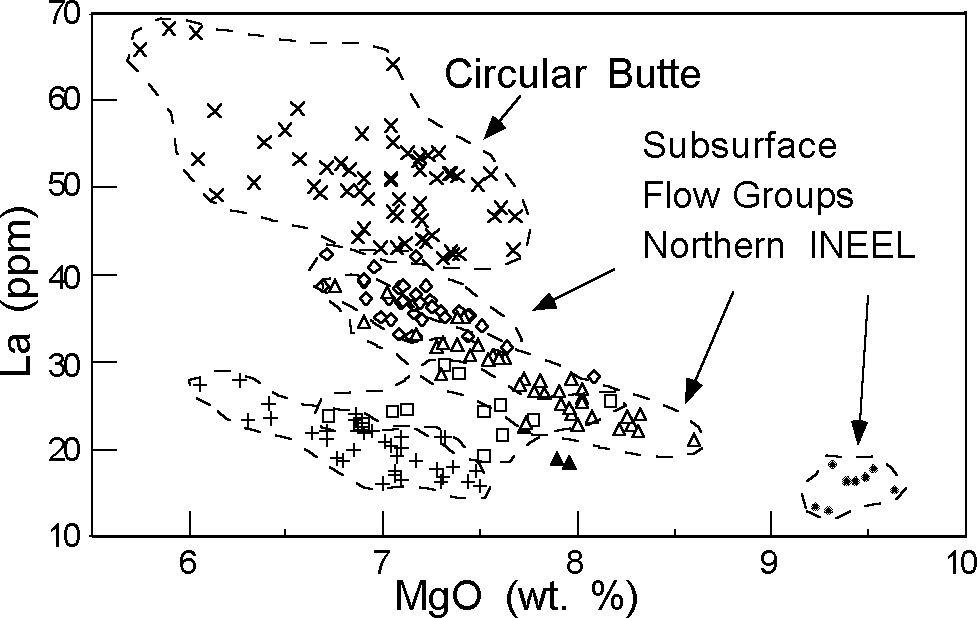 70
60
50
40
30
20
10
La (ppm)
Circular Butte
Subsurface
Flow Groups
Northern INEEL
6
7
8
9
10
MgO (wt. %)